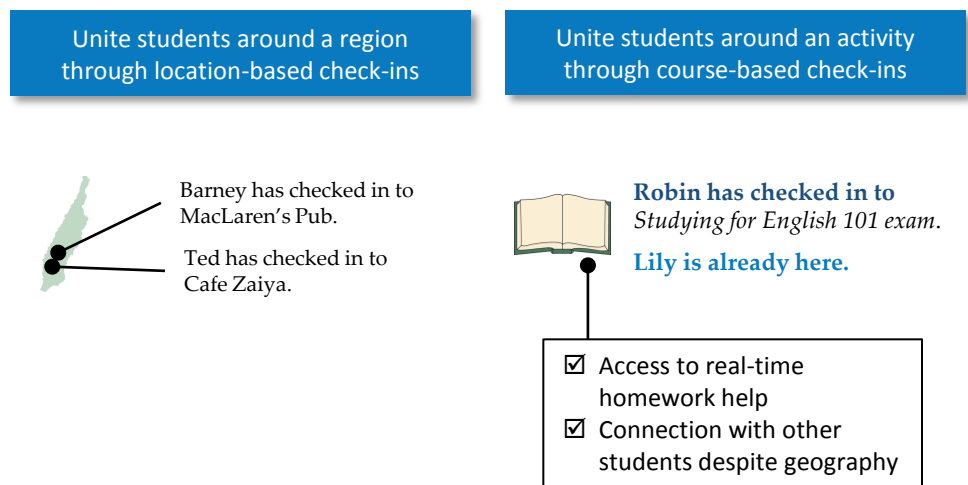 Unite students around a region
through location-based check-ins
Unite students around an activity
through course-based check-ins
Barney has checked in to
MacLaren's Pub.
Ted has checked in to
Cafe Zaiya.
Robin has checked in to
Studying for English 101 exam.
Lily is already here.
☑ Access to real-time
homework help
☑ Connection with other
students despite geography